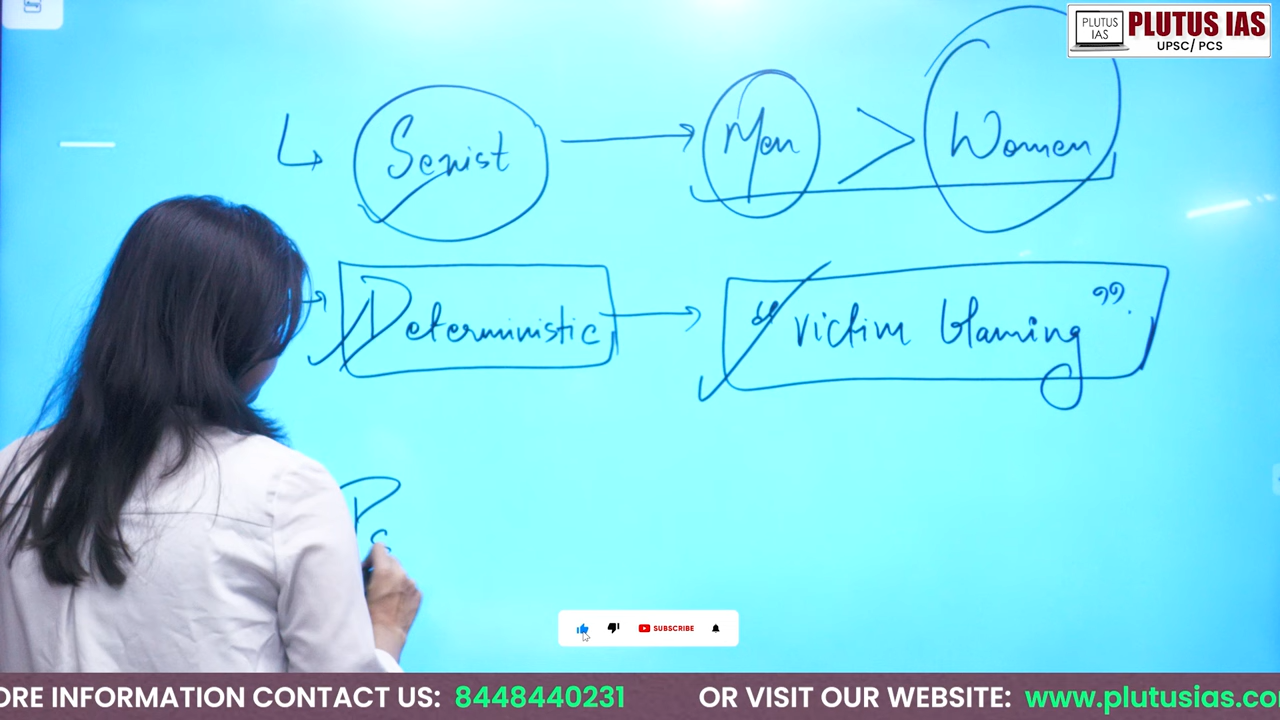 PLUTUS IAS
PLUTUS IAS
UPSC/ PCS
Sexist → Men > Women
Deterministic → "victim blaming"
Ps
SUBSCRIBE
ORE INFORMATION CONTACT US: 8448440231 OR VISIT OUR WEBSITE: www.plutusias.co